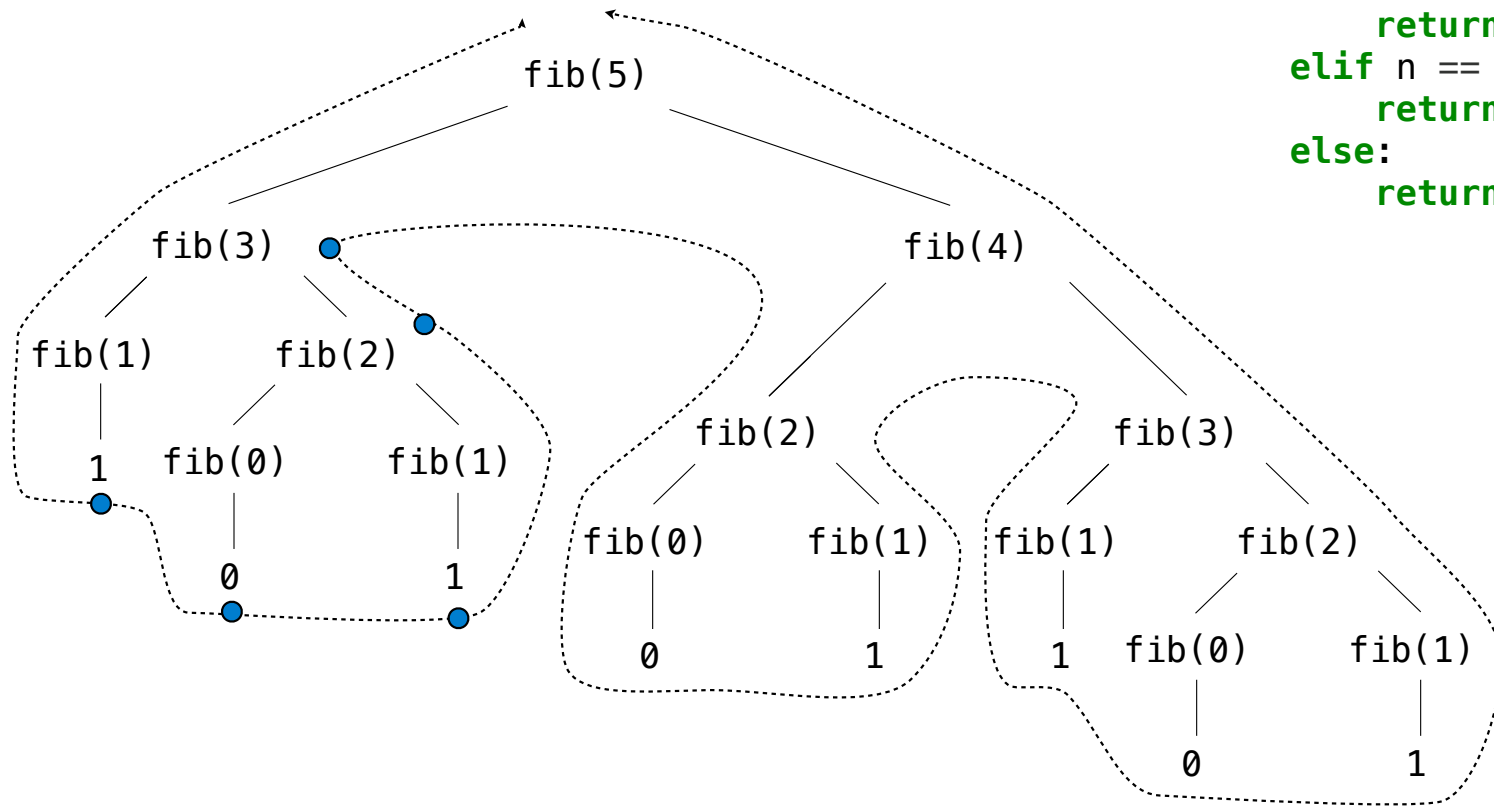 return
elif n ==
return
else:
return
fib(5)
fib(3)
fib(4)
fib(1)
fib(2)
fib(2)
fib(3)
1
fib(0)
fib(1)
fib(0)
fib(1)
fib(1)
fib(2)
0
1
0
1
1
fib(0)
fib(1)
0
1